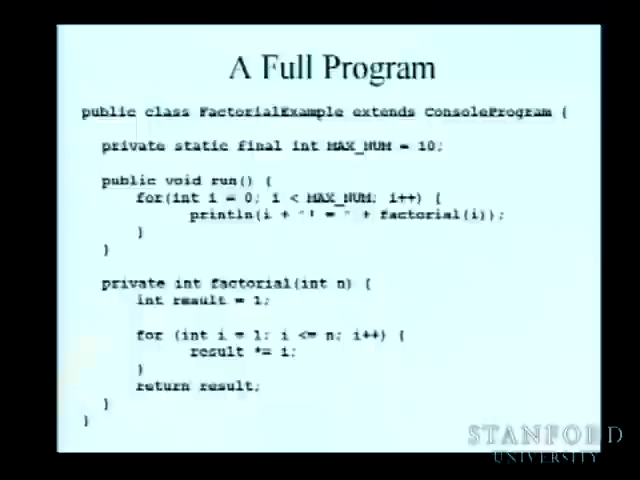 A Full Program
public class FactorialExample extends ConsoleProgram {
private static final int MAX_NUM = 10;
public void run() {
for(int i = 0; i < MAX_NUM; i++) {
println(i + "! = " + factorial(i));
}
}
private int factorial(int n) {
int result = 1;
for (int i = 1; i <= n; i++) {
result *= i;
}
return result;
}
}
STANFORD
UNIVERSITY